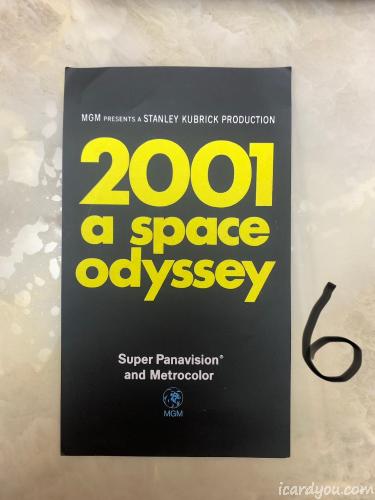 MGM PRESENTS A STANLEY KUBRICK PRODUCTION
2001
a space
odyssey
Super Panavision®
and Metrocolor
MGM
6
icardyou.com